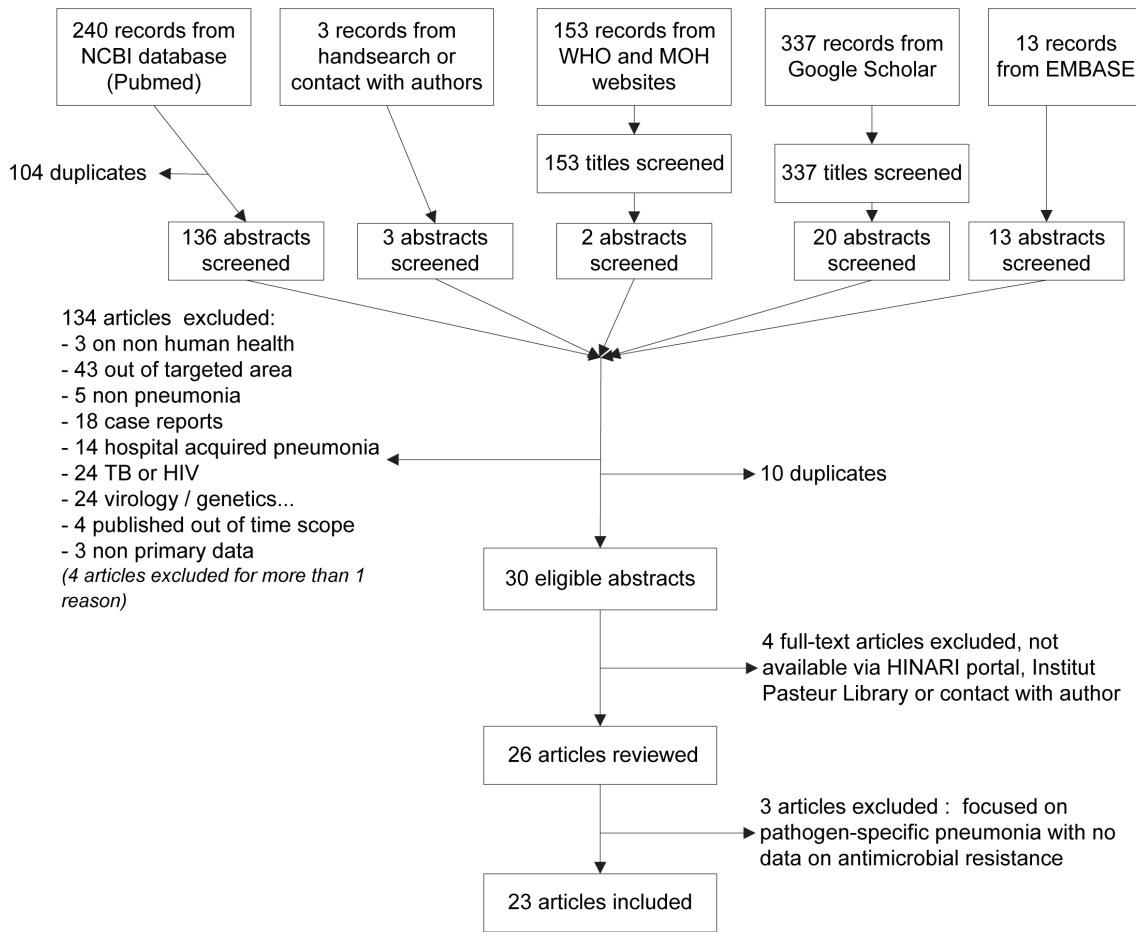 240 records from
NCBI database
(Pubmed)
3 records from
handsearch or
contact with authors
153 records from
WHO and MOH
websites
337 records from
Google Scholar
13 records
from EMBASE
153 titles screened
337 titles screened
104 duplicates
136 abstracts
screened
3 abstracts
screened
2 abstracts
screened
20 abstracts
screened
13 abstracts
screened
134 articles excluded:
- 3 on non human health
- 43 out of targeted area
- 5 non pneumonia
- 18 case reports
- 14 hospital acquired pneumonia
- 24 TB or HIV
- 24 virology / genetics...
- 4 published out of time scope
- 3 non primary data
(4 articles excluded for more than 1
reason)
10 duplicates
30 eligible abstracts
4 full-text articles excluded, not
available via HINARI portal, Institut
Pasteur Library or contact with author
26 articles reviewed
3 articles excluded : focused on
pathogen-specific pneumonia with no
data on antimicrobial resistance
23 articles included